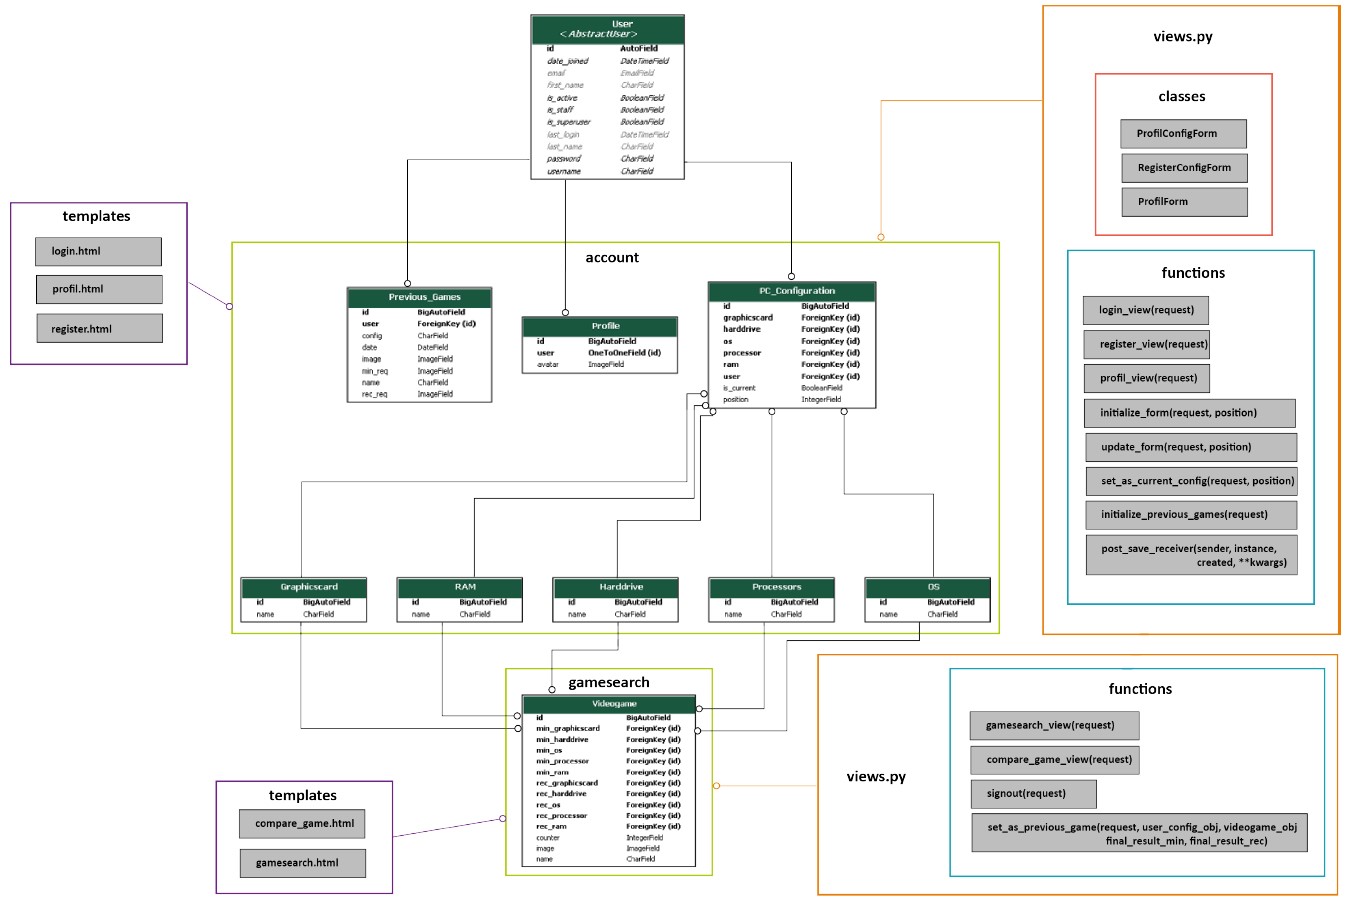 User
<AbstractUser>
id AutoField
date_joined DateTimeField
email EmailField
first_name CharField
is_active BooleanField
is_staff BooleanField
is_superuser BooleanField
last_login DateTimeField
last_name CharField
password CharField
username CharField
templates
login.html
profil.html
register.html
account
Previous_Games
id BigAutoField
user ForeignKey (id)
config CharField
date DateField
image ImageField
min_req ImageField
name CharField
rec_req ImageField
Profile
id BigAutoField
user OneToOneField (id)
avatar ImageField
PC_Configuration
id BigAutoField
graphicscard ForeignKey (id)
harddrive ForeignKey (id)
os ForeignKey (id)
processor ForeignKey (id)
ram ForeignKey (id)
user ForeignKey (id)
is_current BooleanField
position IntegerField
Graphicscard
id BigAutoField
name CharField
RAM
id BigAutoField
name CharField
Harddrive
id BigAutoField
name CharField
Processors
id BigAutoField
name CharField
OS
id BigAutoField
name CharField
views.py
classes
ProfilConfigForm
RegisterConfigForm
ProfilForm
functions
login_view(request)
register_view(request)
profil_view(request)
initialize_form(request, position)
update_form(request, position)
set_as_current_config(request, position)
initialize_previous_games(request)
post_save_receiver(sender, instance,
created, **kwargs)
gamesearch
Videogame
id BigAutoField
min_graphicscard ForeignKey (id)
min_harddrive ForeignKey (id)
min_os ForeignKey (id)
min_processor ForeignKey (id)
min_ram ForeignKey (id)
rec_graphicscard ForeignKey (id)
rec_harddrive ForeignKey (id)
rec_os ForeignKey (id)
rec_processor ForeignKey (id)
rec_ram ForeignKey (id)
counter IntegerField
image ImageField
name CharField
templates
compare_game.html
gamesearch.html
views.py
functions
gamesearch_view(request)
compare_game_view(request)
signout(request)
set_as_previous_game(request, user_config_obj, videogame_obj
final_result_min, final_result_rec)